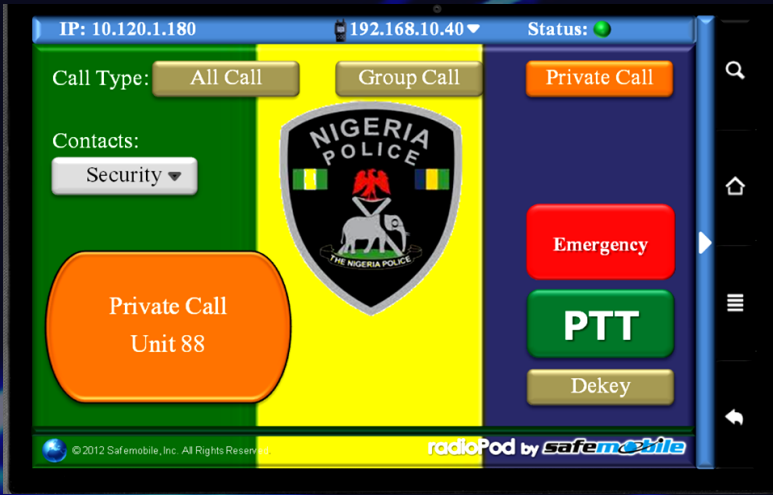 IP: 10.120.1.180 192.168.10.40 Status:
Call Type: All Call Group Call Private Call
Contacts:
Security
NIGERIA
POLICE
THE NIGERIA POLICE
Emergency
Private Call
Unit 88
PTT
Dekey
©2012 Safemobile, Inc. All Rights Reserved. radioPod by safemobile